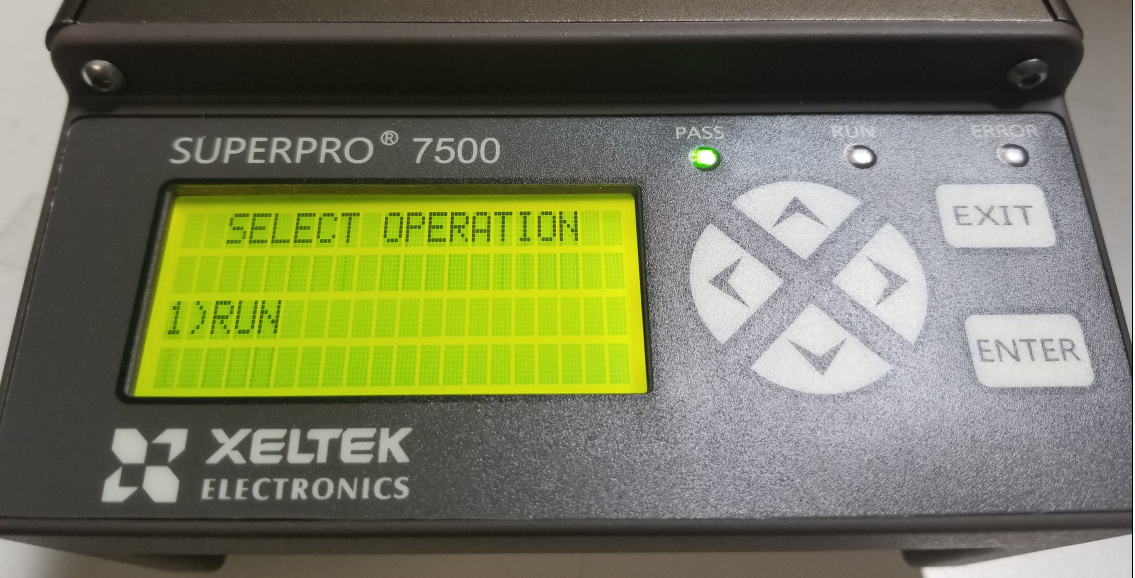 SUPERPRO® 7500
PASS
RUN
ERROR
SELECT OPERATION
1)RUN
EXIT
ENTER
XELTEK
ELECTRONICS